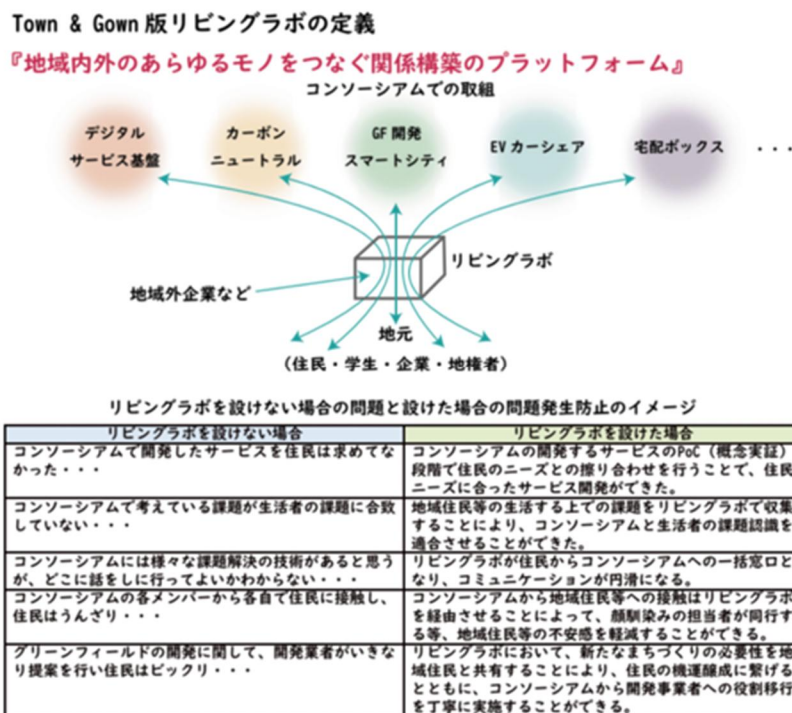 Town & Gown 版リビングラボの定義
『地域内外のあらゆるモノをつなぐ関係構築のプラットフォーム』
コンソーシアムでの取組
デジタル
サービス基盤
カーボン
ニュートラル
GF 開発
スマートシティ
EV カーシェア
宅配ボックス
・・・
リビングラボ
地域外企業など
地元
（住民・学生・企業・地権者）
リビングラボを設けない場合の問題と設けた場合の問題発生防止のイメージ
リビングラボを設けない場合
リビングラボを設けた場合
コンソーシアムで開発したサービスを住民は求めてな
かった・・・
コンソーシアムの開発するサービスのPoC（概念実証）
段階で住民のニーズとの擦り合わせを行うことで、住民
ニーズに合ったサービス開発ができた。
コンソーシアムで考えている課題が生活者の課題に合致
していない・・・
地域住民等の生活する上での課題をリビングラボで収集
することにより、コンソーシアムと生活者の課題認識を
適合させることができた。
コンソーシアムには様々な課題解決の技術があると思う
が、どこに話をしに行ってよいかわからない・・・
リビングラボが住民からコンソーシアムへの一括窓口と
なり、コミュニケーションが円滑になる。
コンソーシアムの各メンバーから各自で住民に接触し、
住民はうんざり・・・
コンソーシアムから地域住民等への接触はリビングラボ
を経由させることによって、顔馴染みの担当者が同行す
る等、地域住民等の不安感を軽減することができる。
グリーンフィールドの開発に関して、開発業者がいきな
り提案を行い住民はビックリ・・・
リビングラボにおいて、新たなまちづくりの必要性を地
域住民と共有することにより、住民の機運醸成に繋げる
とともに、コンソーシアムから開発事業者への役割移行
を丁寧に実施することができる。